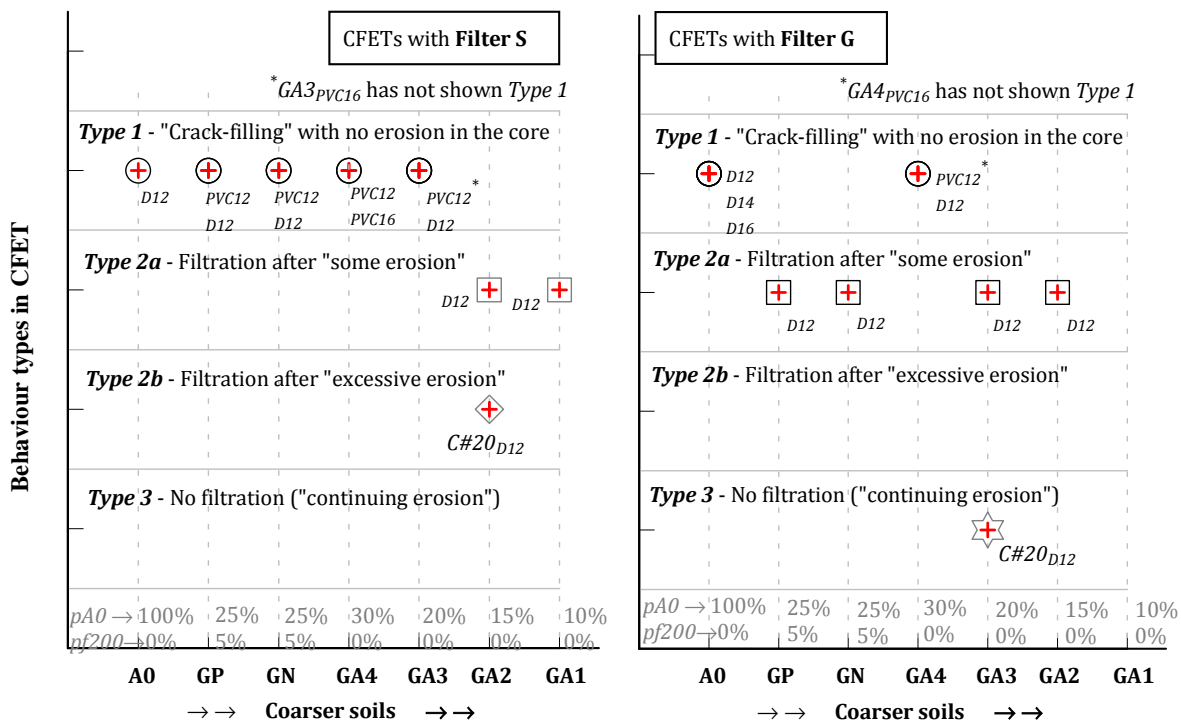 Behaviour types in CFET
CFETs with Filter S
*GA3PVC16 has not shown Type 1
Type 1 - "Crack-filling" with no erosion in the core
D12
PVC12
D12
PVC12
D12
PVC12
PVC16
PVC12*
D12
Type 2a - Filtration after "some erosion"
D12
D12
Type 2b - Filtration after "excessive erosion"
C#20D12
Type 3 - No filtration ("continuing erosion")
pA0 → 100% 25% 25% 30% 20% 15% 10%
pf200→0% 5% 5% 0% 0% 0% 0%
A0 GP GN GA4 GA3 GA2 GA1
→→ Coarser soils →→
CFETs with Filter G
*GA4PVC16 has not shown Type 1
Type 1 - "Crack-filling" with no erosion in the core
D12
D14
D16
PVC12*
D12
Type 2a - Filtration after "some erosion"
D12
D12
D12
D12
Type 2b - Filtration after "excessive erosion"
Type 3 - No filtration ("continuing erosion")
C#20D12
pA0 → 100% 25% 25% 30% 20% 15% 10%
pf200→0% 5% 5% 0% 0% 0% 0%
A0 GP GN GA4 GA3 GA2 GA1
→→ Coarser soils →→